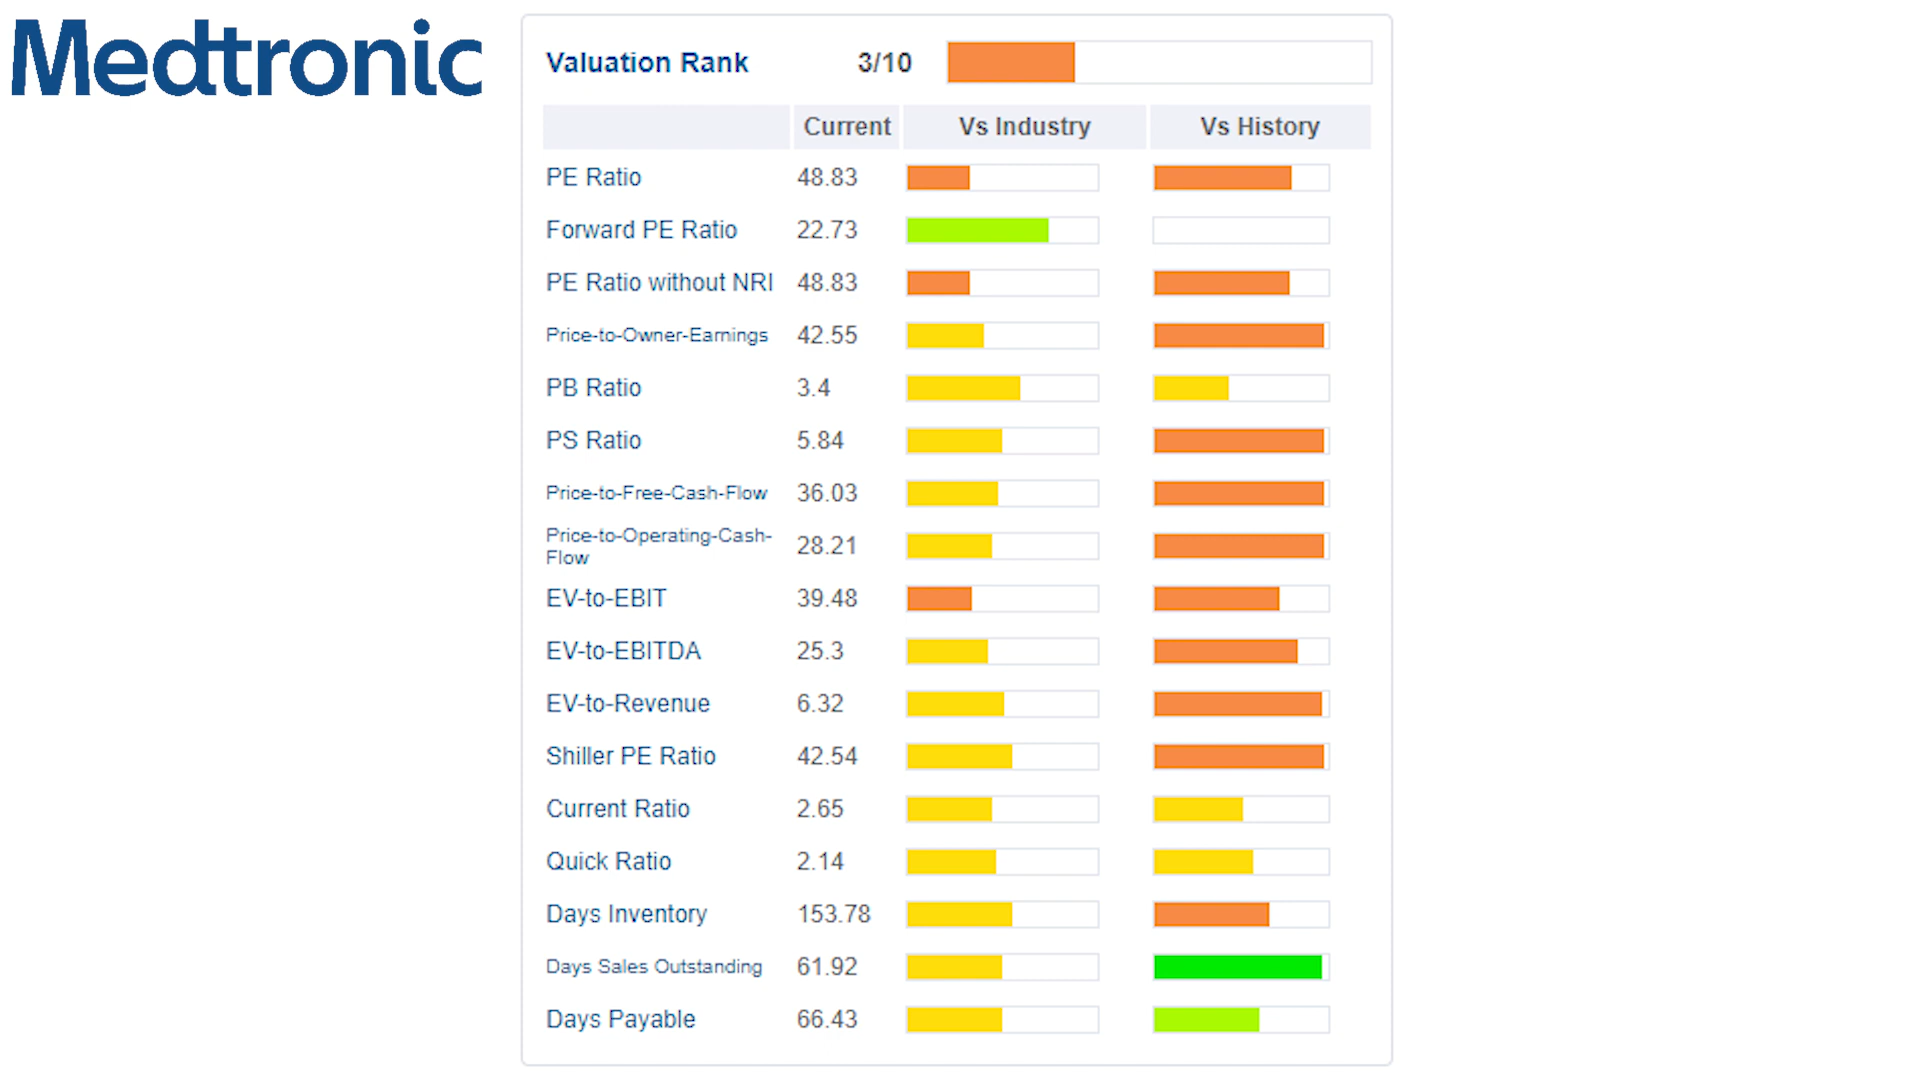 Medtronic
Valuation Rank 3/10
Current Vs Industry Vs History
PE Ratio 48.83
Forward PE Ratio 22.73
PE Ratio without NRI 48.83
Price-to-Owner-Earnings 42.55
PB Ratio 3.4
PS Ratio 5.84
Price-to-Free-Cash-Flow 36.03
Price-to-Operating-Cash-
Flow 28.21
EV-to-EBIT 39.48
EV-to-EBITDA 25.3
EV-to-Revenue 6.32
Shiller PE Ratio 42.54
Current Ratio 2.65
Quick Ratio 2.14
Days Inventory 153.78
Days Sales Outstanding 61.92
Days Payable 66.43